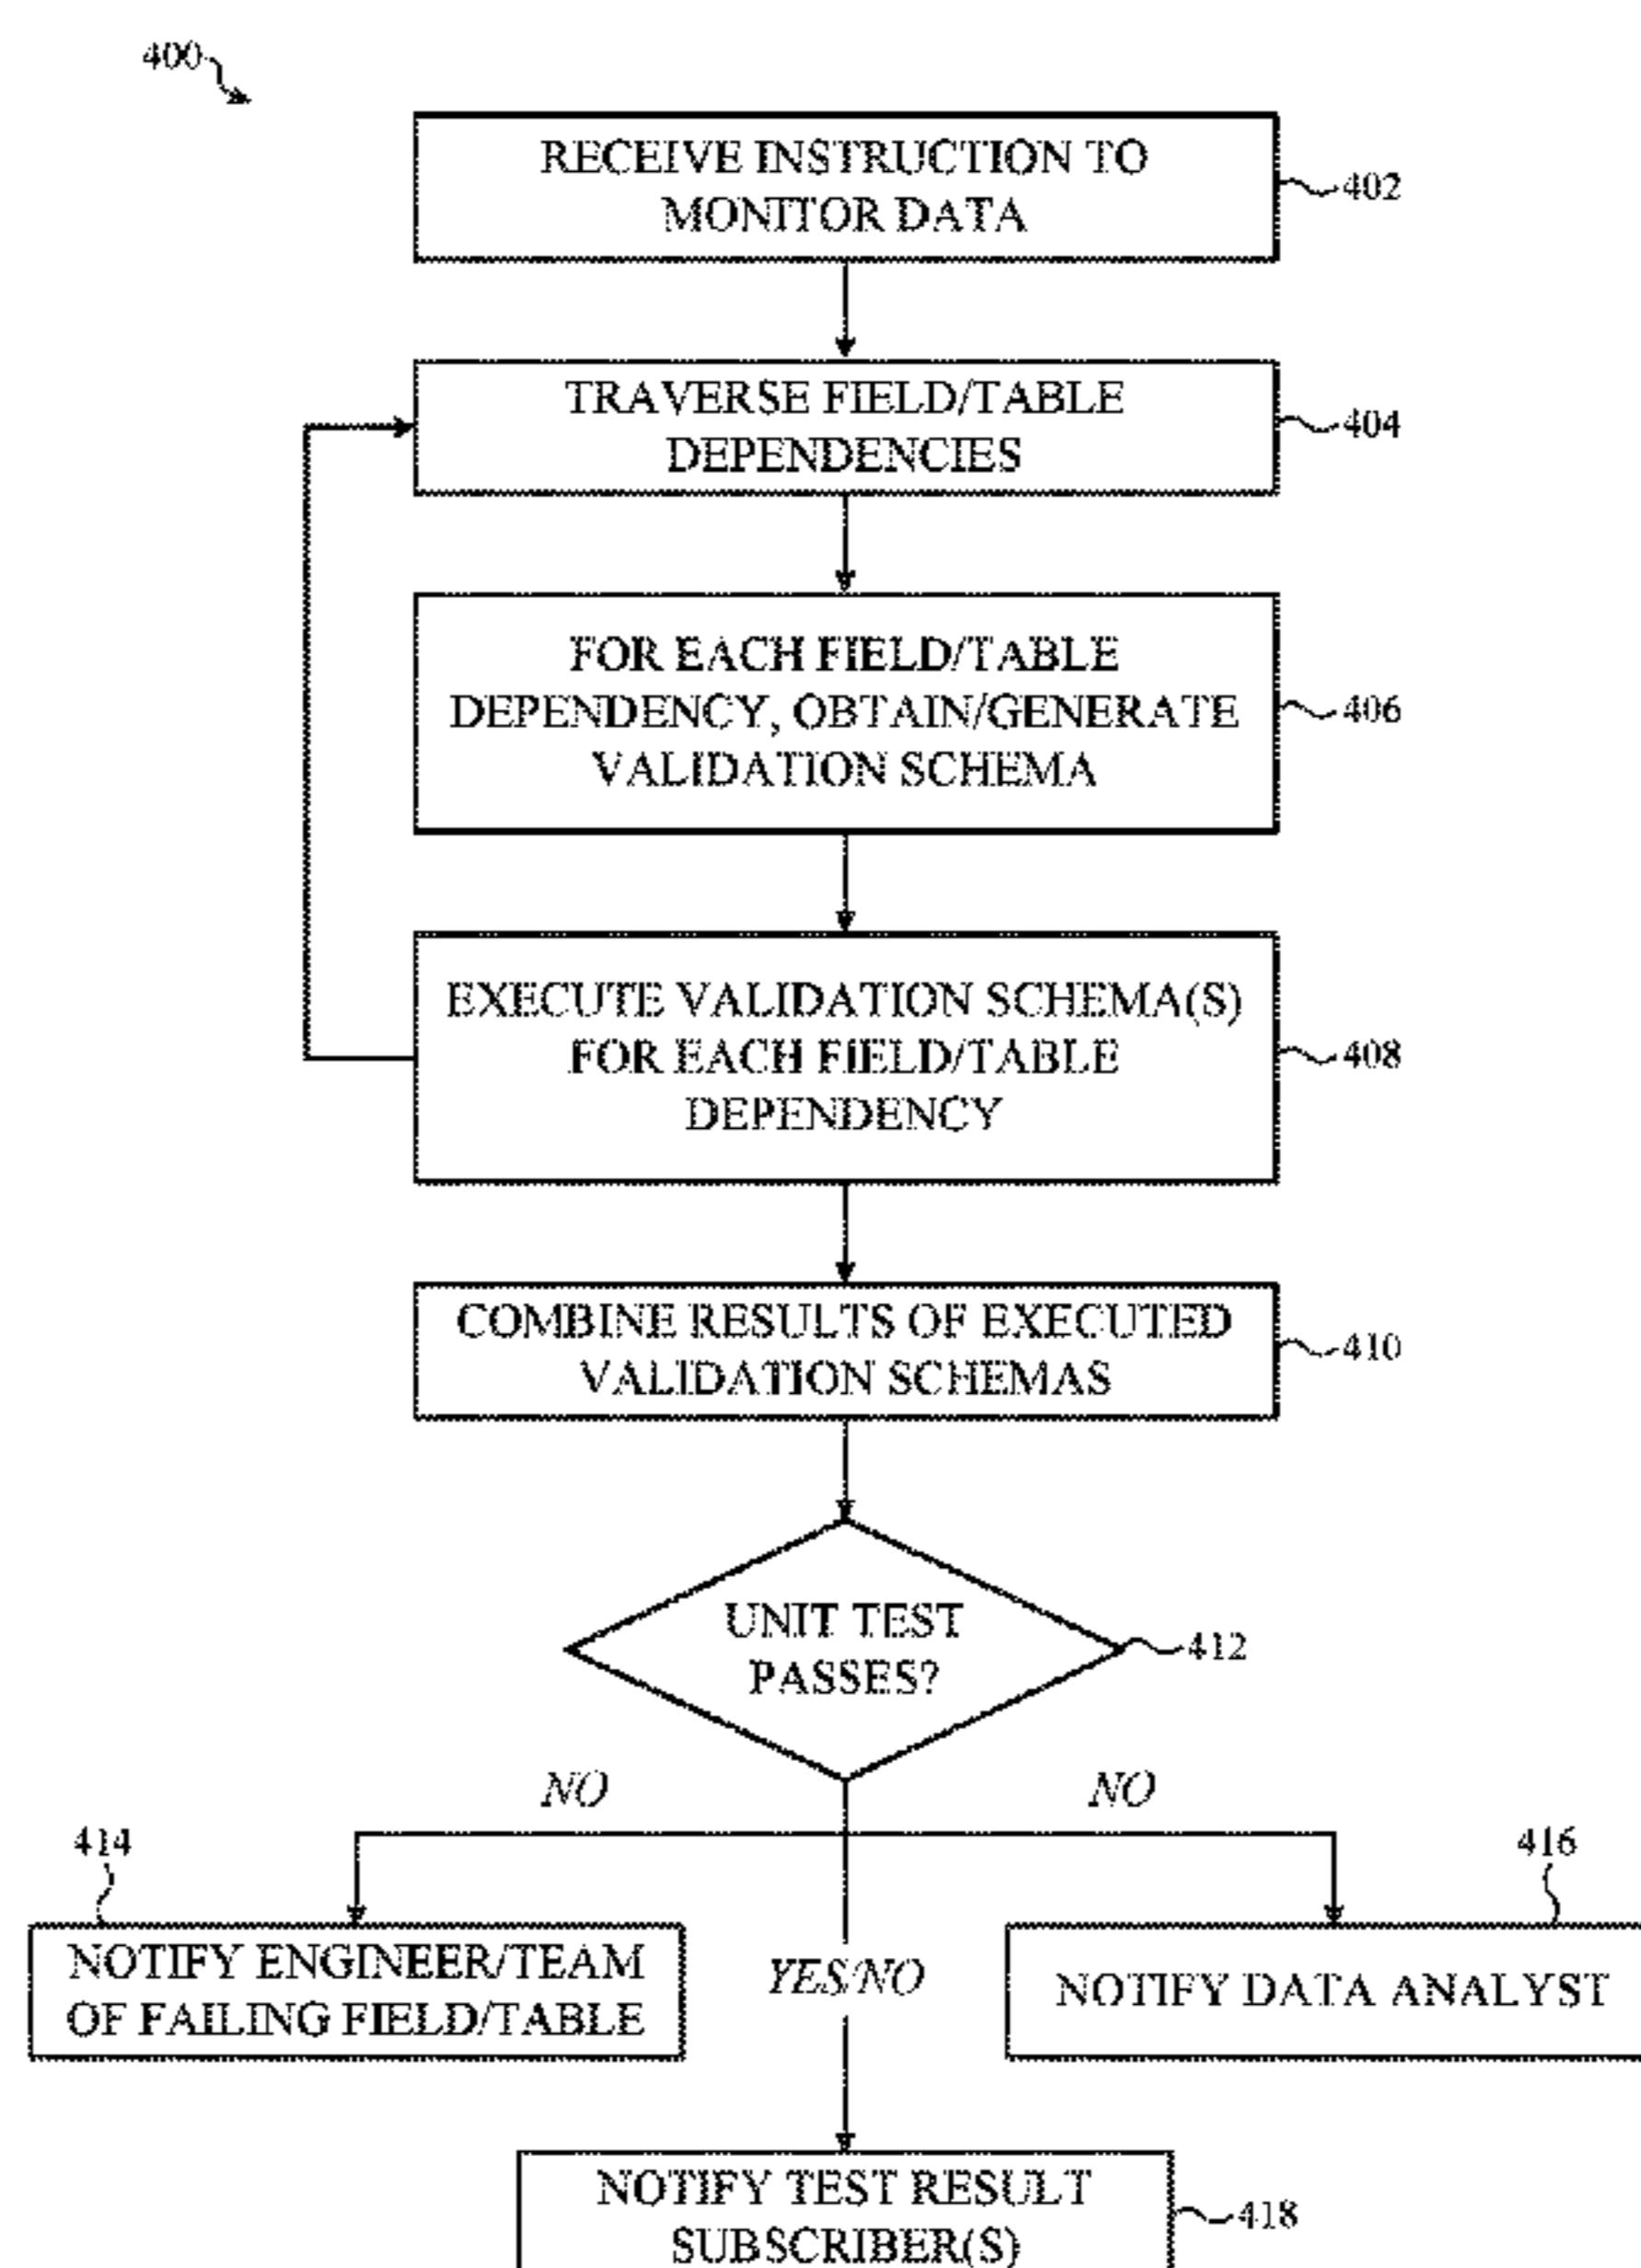 400
RECEIVE INSTRUCTION TO
MONITOR DATA
402
TRAVERSE FIELD/TABLE
DEPENDENCIES
404
FOR EACH FIELD/TABLE
DEPENDENCY, OBTAIN/GENERATE
VALIDATION SCHEMA
406
EXECUTE VALIDATION SCHEMA(S)
FOR EACH FIELD/TABLE
DEPENDENCY
408
COMBINE RESULTS OF EXECUTED
VALIDATION SCHEMAS
410
UNIT TEST
PASSES?
412
NO
NO
414
416
NOTIFY ENGINEER/TEAM
OF FAILING FIELD/TABLE
YES/NO
NOTIFY DATA ANALYST
NOTIFY TEST RESULT
SUBSCRIBER(S)
418